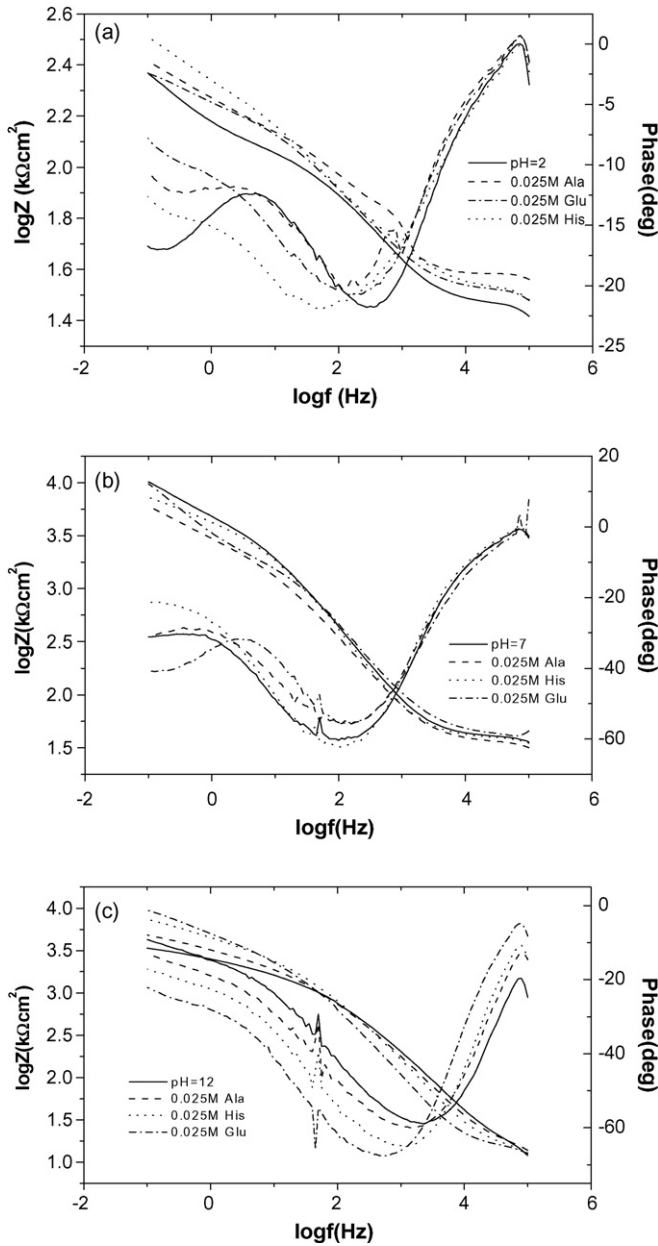 (a)
2.6
2.4
2.2
2.0
1.8
1.6
1.4
logZ (kΩcm²)
0
-5
-10
-15
-20
-25
Phase(deg)
pH=2
0.025M Ala
0.025M Glu
0.025M His
-2
0
2
4
6
logf (Hz)
(b)
4.0
3.5
3.0
2.5
2.0
1.5
logZ(kΩcm²)
20
0
-20
-40
-60
Phase(deg)
pH=7
0.025M Ala
0.025M His
0.025M Glu
-2
0
2
4
6
logf(Hz)
(c)
4.0
3.5
3.0
2.5
2.0
1.5
1.0
logZ(kΩcm²)
0
-20
-40
-60
Phase(deg)
pH=12
0.025M Ala
0.025M His
0.025M Glu
-2
0
2
4
6
logf(Hz)